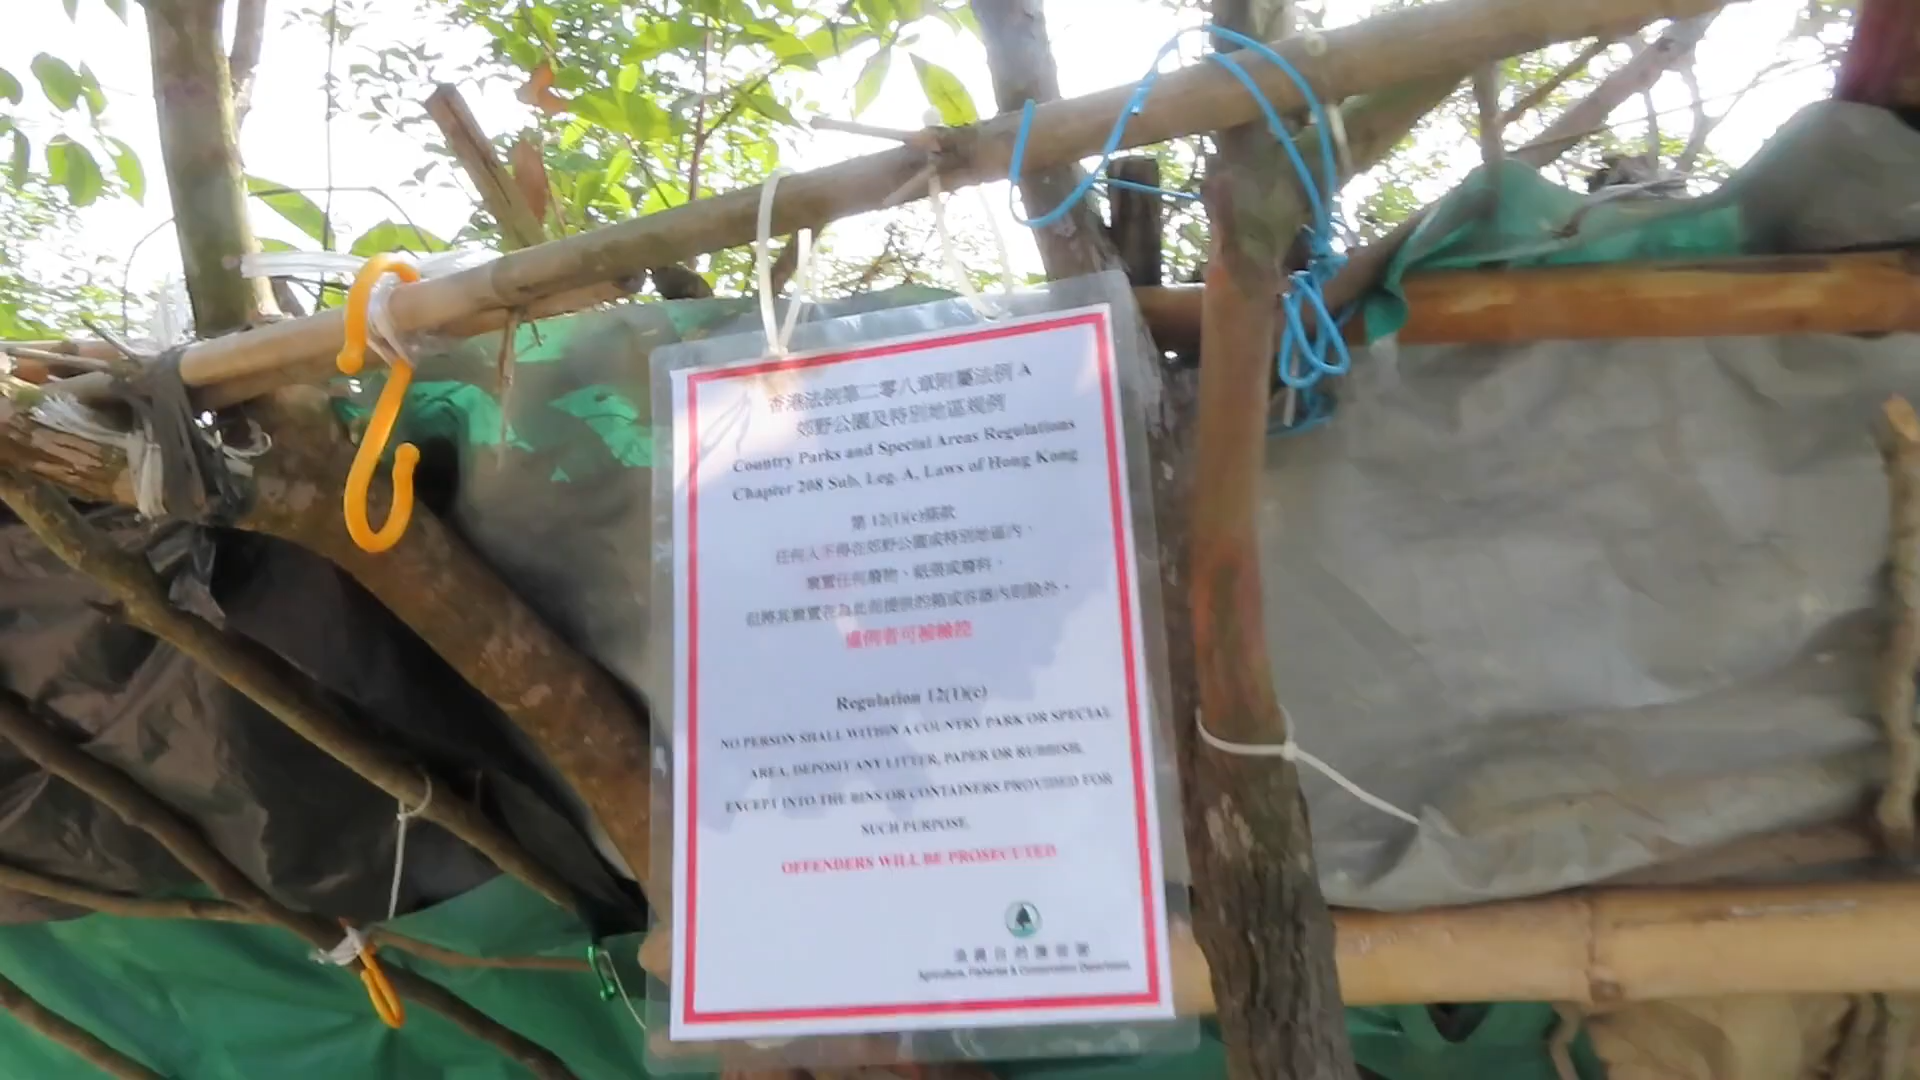 香港法例第二零八章附屬法例 A
郊野公園及特別地區規例
Country Parks and Special Areas Regulations
Chapter 208 Sub. Leg. A, Laws of Hong Kong
第 12(1)(c)條款
任何人不得在郊野公園或特別地區內，
棄置任何廢物、紙張或廢料，
但將其棄置在為此而提供的箱或容器內則除外。
違例者可被檢控
Regulation 12(1)(c)
NO PERSON SHALL WITHIN A COUNTRY PARK OR SPECIAL
AREA, DEPOSIT ANY LITTER, PAPER OR RUBBISH,
EXCEPT INTO THE BINS OR CONTAINERS PROVIDED FOR
SUCH PURPOSE.
OFFENDERS WILL BE PROSECUTED
漁農自然護理署
Agriculture, Fisheries & Conservation Department